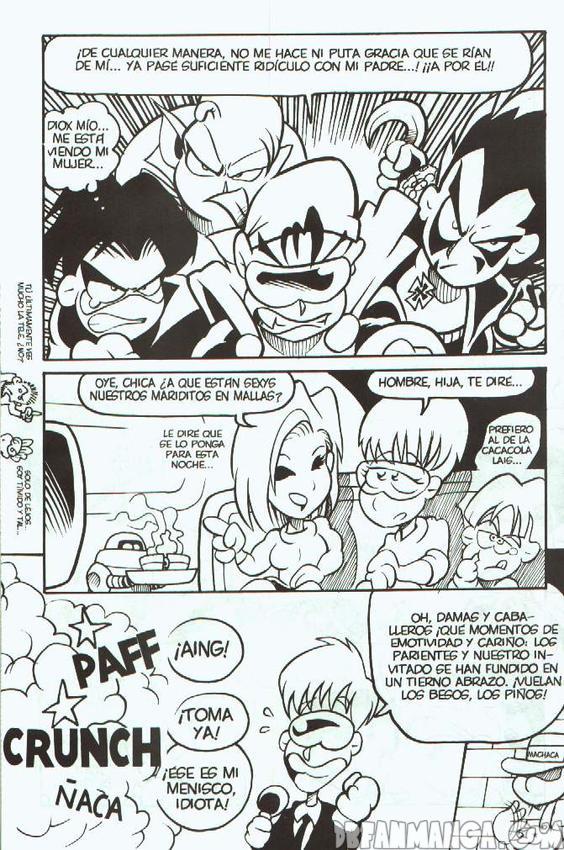 ¡DE CUALQUIER MANERA, NO ME HACE NI PUTA GRACIA QUE SE RÍAN
DE MÍ... YA PASE SUFICIENTE RIDÍCULO CON MI PADRE...! ¡¡A POR ÉL!!
DIOX MÍO...
ME ESTÁ
VIENDO MI
MUJER...
TÚ ÚLTIMAMENTE VES
MUCHO LA TELE, ¿NO?
SOLO DE LEJOS.
SOY TÍMIDO Y TAL...
OYE, CHICA ¿A QUE ESTÁN SEXYS
NUESTROS MARIDITOS EN MALLAS?
HOMBRE, HIJA, TE DIRE...
LE DIRE QUE
SE LO PONGA
PARA ESTA
NOCHE...
PREFIERO
AL DE LA
CACACOLA
LAIG...
OH, DAMAS Y CABA-
LLEROS ¡QUE MOMENTOS DE
EMOTIVIDAD Y CARIÑO: LOS
PARIENTES Y NUESTRO IN-
VITADO SE HAN FUNDIDO EN
UN TIERNO ABRAZO. ¡VUELAN
LOS BESOS, LOS PIÑOS!
PAFF
¡AING!
¡TOMA
YA!
CRUNCH
¡ESE ES MI
MENISCO,
IDIOTA!
ÑACA
MACHACA
DBFANMANGA.COM